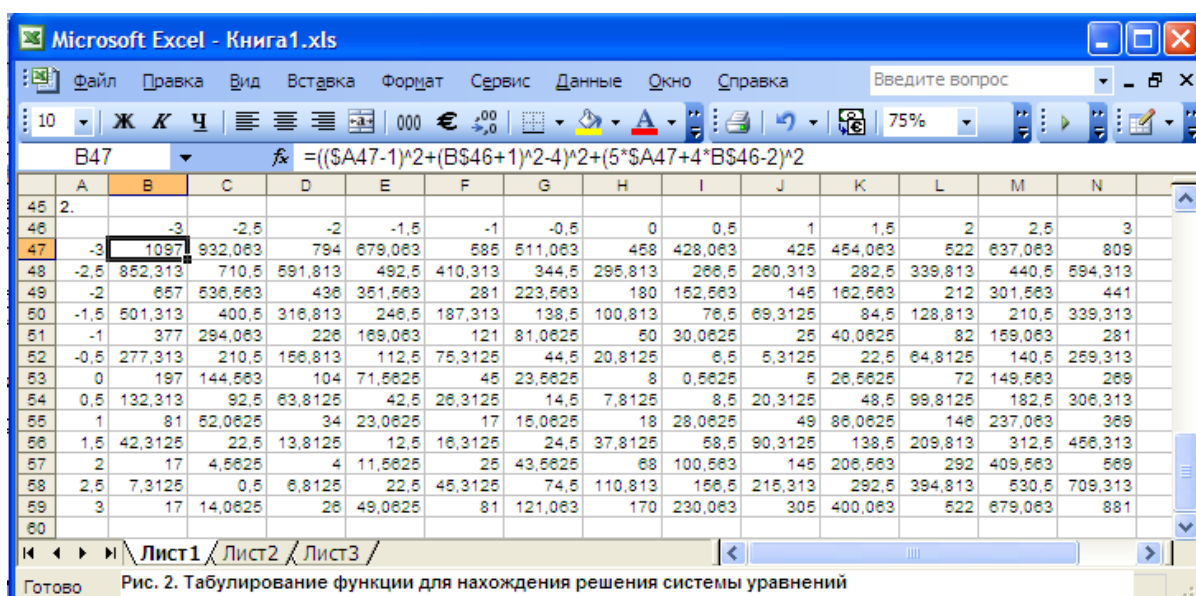 Microsoft Excel - Книга1.xls
Файл Правка Вид Вставка Формат Сервис Данные Окно Справка Введите вопрос
10 Ж К Ч 000 € 75%
B47 fx =(($A47-1)^2+(B$46+1)^2-4)^2+(5*$A47+4*B$46-2)^2
A B C D E F G H I J K L M N
45 2.
46 -3 -2,5 -2 -1,5 -1 -0,5 0 0,5 1 1,5 2 2,5 3
47 -3 1097 932,063 794 679,063 585 511,063 458 428,063 425 454,063 522 637,063 809
48 -2,5 852,313 710,5 591,813 492,5 410,313 344,5 295,813 266,5 260,313 282,5 339,813 440,5 594,313
49 -2 657 536,563 436 351,563 281 223,563 180 152,563 145 162,563 212 301,563 441
50 -1,5 501,313 400,5 316,813 246,5 187,313 138,5 100,813 76,5 69,3125 84,5 128,813 210,5 339,313
51 -1 377 294,063 226 169,063 121 81,0625 50 30,0625 25 40,0625 82 159,063 281
52 -0,5 277,313 210,5 156,813 112,5 75,3125 44,5 20,8125 6,5 5,3125 22,5 64,8125 140,5 259,313
53 0 197 144,563 104 71,5625 45 23,5625 8 0,5625 5 26,5625 72 149,563 269
54 0,5 132,313 92,5 63,8125 42,5 26,3125 14,5 7,8125 8,5 20,3125 48,5 99,8125 182,5 306,313
55 1 81 52,0625 34 23,0625 17 15,0625 18 28,0625 49 86,0625 146 237,063 369
56 1,5 42,3125 22,5 13,8125 12,5 16,3125 24,5 37,8125 58,5 90,3125 138,5 209,813 312,5 456,313
57 2 17 4,5625 4 11,5625 25 43,5625 68 100,563 145 206,563 292 409,563 569
58 2,5 7,3125 0,5 6,8125 22,5 45,3125 74,5 110,813 156,5 215,313 292,5 394,813 530,5 709,313
59 3 17 14,0625 26 49,0625 81 121,063 170 230,063 305 400,063 522 679,063 881
60
Лист1 Лист2 Лист3
Готово Рис. 2. Табулирование функции для нахождения решения системы уравнений